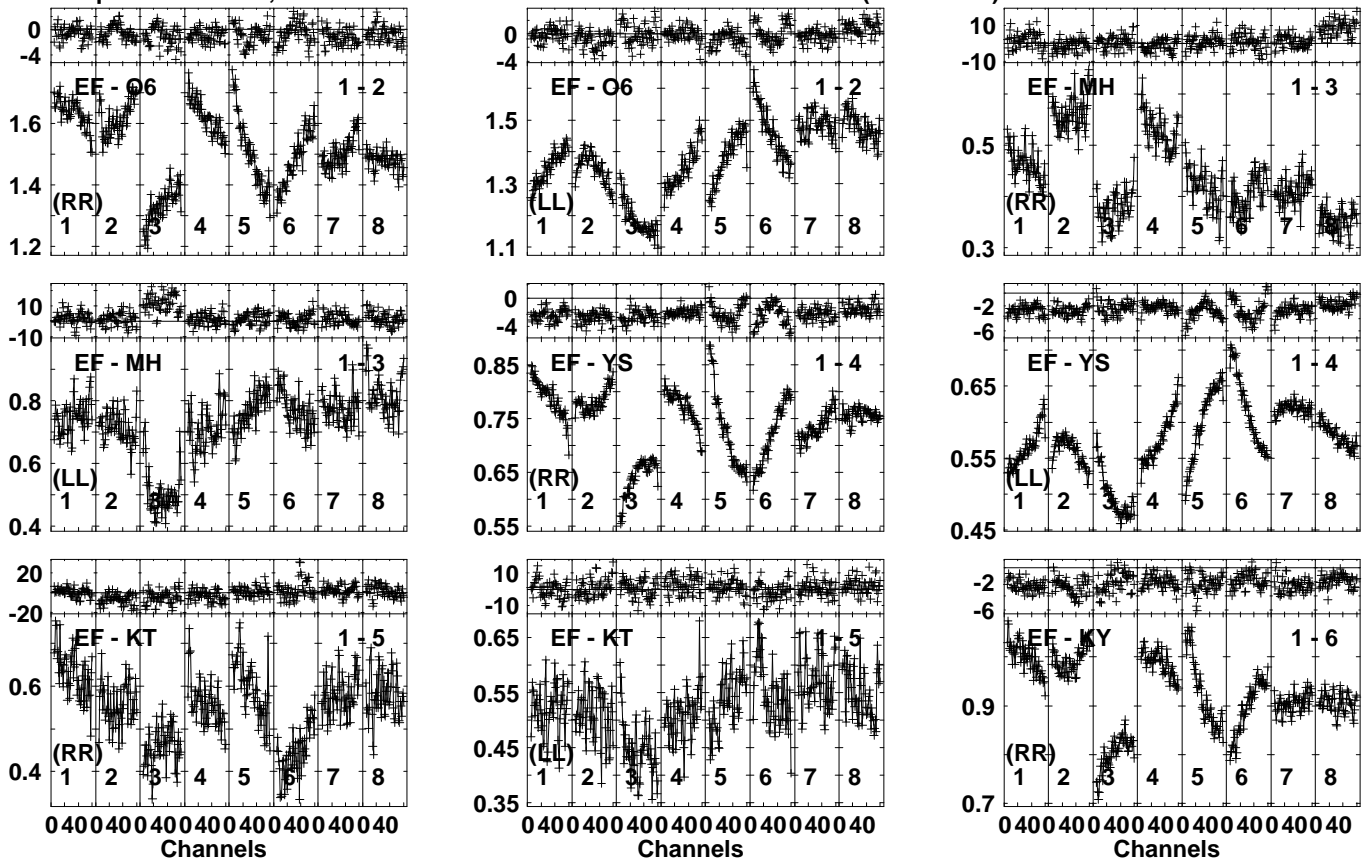 0
-4
EF - O6 1 - 2
1.6
1.4
1.2
(RR)
1 2 3 4 5 6 7 8
0
-4
EF - O6 1 - 2
1.5
1.3
1.1
(LL)
1 2 3 4 5 6 7 8
10
-10
EF - MH 1 - 3
0.5
0.3
(RR)
1 2 3 4 5 6 7 8
10
-10
EF - MH 1 - 3
0.8
0.6
0.4
(LL)
1 2 3 4 5 6 7 8
0
-4
EF - YS 1 - 4
0.85
0.75
0.65
0.55
(RR)
1 2 3 4 5 6 7 8
-2
-6
EF - YS 1 - 4
0.65
0.55
0.45
(LL)
1 2 3 4 5 6 7 8
20
-20
EF - KT 1 - 5
0.6
0.4
(RR)
1 2 3 4 5 6 7 8
0 40 0 40 0 40 0 40 0 40 0 40 0 40 0 40
Channels
10
-10
EF - KT 1 - 5
0.65
0.55
0.45
0.35
(LL)
1 2 3 4 5 6 7 8
0 40 0 40 0 40 0 40 0 40 0 40 0 40 0 40
Channels
-2
-6
EF - KY 1 - 6
0.9
0.7
(RR)
1 2 3 4 5 6 7 8
0 40 0 40 0 40 0 40 0 40 0 40 0 40 0 40
Channels